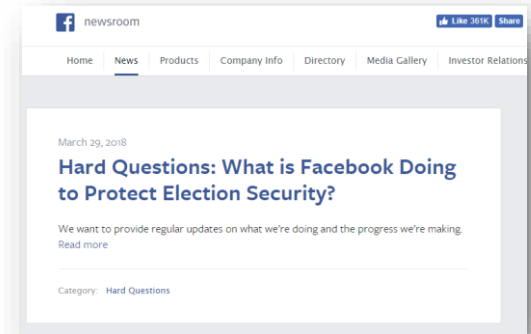 f newsroom
Like 361K Share
Home News Products Company Info Directory Media Gallery Investor Relations
March 29, 2018
Hard Questions: What is Facebook Doing
to Protect Election Security?
We want to provide regular updates on what we're doing and the progress we're making.
Read more
Category: Hard Questions